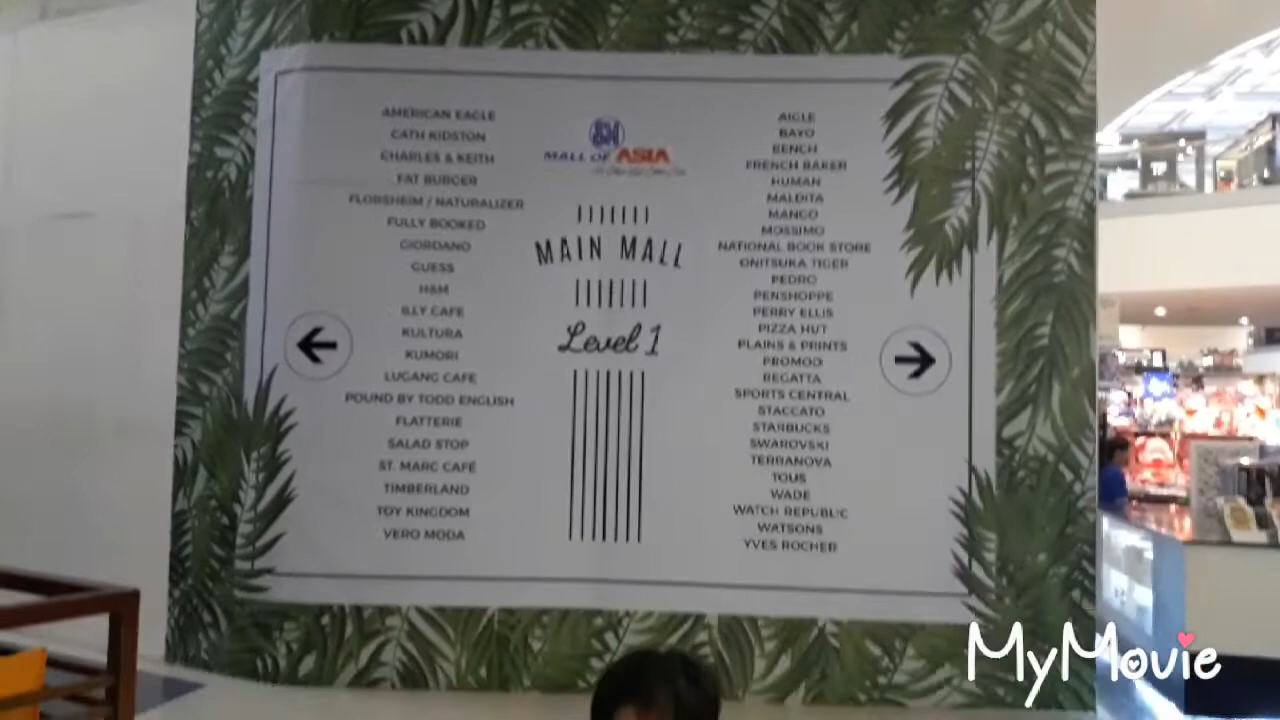 AMERICAN EAGLE
CATH KIDSTON
CHARLES & KEITH
FAT BURGER
FLORSHEIM / NATURALIZER
FULLY BOOKED
GIORDANO
GUESS
H&M
ILLY CAFE
KULTURA
KUMORI
LUGANG CAFE
POUND BY TODD ENGLISH
FLATTERIE
SALAD STOP
ST. MARC CAFÉ
TIMBERLAND
TOY KINGDOM
VERO MODA
SM
MALL OF ASIA
MAIN MALL
Level 1
AIGLE
BAYO
BENCH
FRENCH BAKER
HUMAN
MALDITA
MANGO
MOSSIMO
NATIONAL BOOK STORE
ONITSUKA TIGER
PEDRO
PENSHOPPE
PERRY ELLIS
PIZZA HUT
PLAINS & PRINTS
PROMOD
REGATTA
SPORTS CENTRAL
STACCATO
STARBUCKS
SWAROVSKI
TERRANOVA
TOUS
WADE
WATCH REPUBLIC
WATSONS
YVES ROCHER
MyMovie